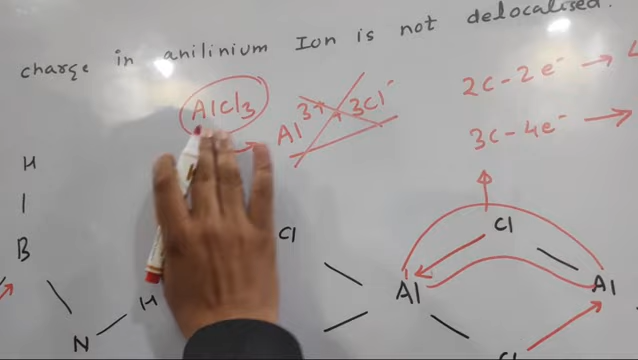 charge in anilinium Ion is not delocalised.
AlCl3
Al3+ + 3Cl-
2c-2e-
3c-4e-
H
B
N
H
Cl
Al
Cl
Al